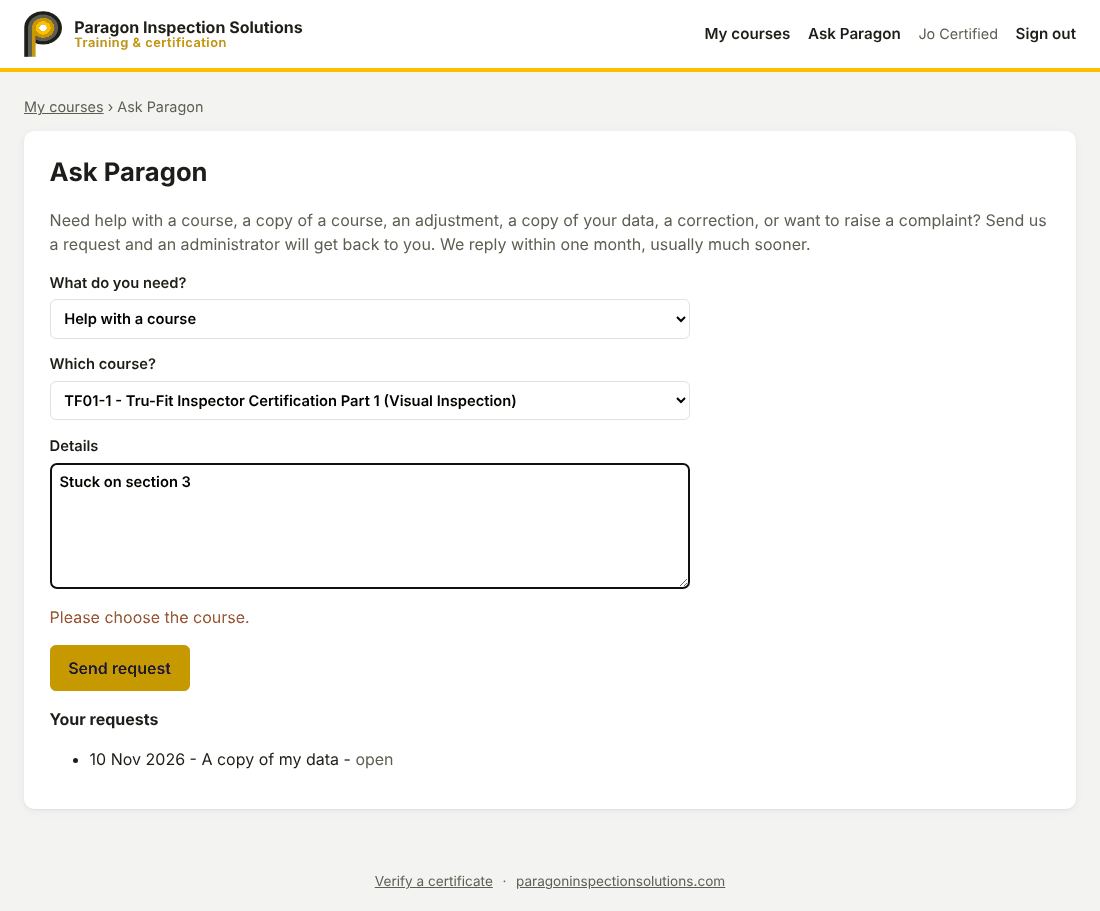 Paragon Inspection Solutions
Training & certification
My courses
Ask Paragon
Jo Certified
Sign out
My courses › Ask Paragon
Ask Paragon
Need help with a course, a copy of a course, an adjustment, a copy of your data, a correction, or want to raise a complaint? Send us
a request and an administrator will get back to you. We reply within one month, usually much sooner.
What do you need?
Help with a course
Which course?
TF01-1 - Tru-Fit Inspector Certification Part 1 (Visual Inspection)
Details
Stuck on section 3
Please choose the course.
Send request
Your requests
• 10 Nov 2026 - A copy of my data - open
Verify a certificate · paragoninspectionsolutions.com